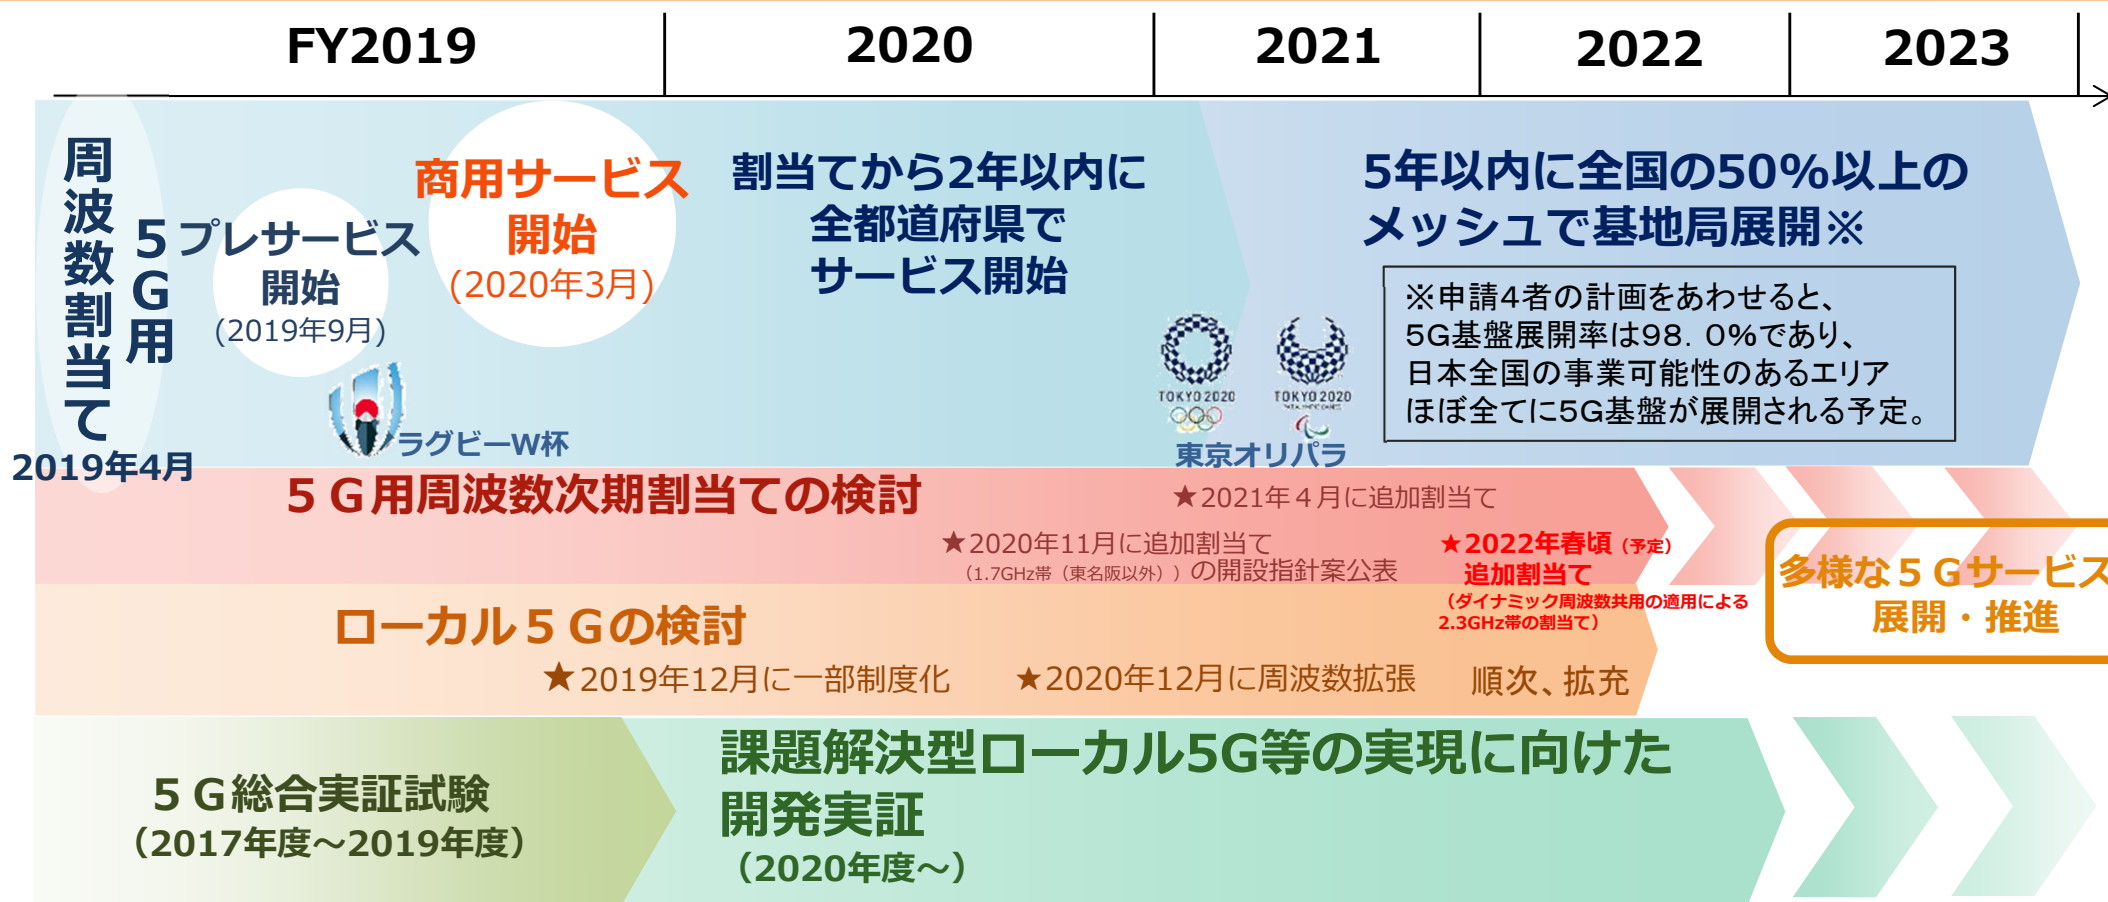 FY2019
2020
2021
2022
2023
周波数割当て
5G用
2019年4月
プレサービス
開始
(2019年9月)
商用サービス
開始
(2020年3月)
割当てから2年以内に
全都道府県で
サービス開始
5年以内に全国の50%以上の
メッシュで基地局展開※
※申請4者の計画をあわせると、
5G基盤展開率は98．0%であり、
日本全国の事業可能性のあるエリア
ほぼ全てに5G基盤が展開される予定。
ラグビーW杯
TOKYO 2020
TOKYO 2020
PARALYMPIC GAMES
東京オリパラ
５Ｇ用周波数次期割当ての検討
★2021年４月に追加割当て
★2020年11月に追加割当て
（1.7GHz帯（東名阪以外））の開設指針案公表
★2022年春頃（予定）
追加割当て
（ダイナミック周波数共用の適用による
2.3GHz帯の割当て）
多様な５Ｇサービス
展開・推進
ローカル５Ｇの検討
★2019年12月に一部制度化
★2020年12月に周波数拡張
順次、拡充
５Ｇ総合実証試験
（2017年度～2019年度）
課題解決型ローカル5G等の実現に向けた
開発実証
（2020年度～）